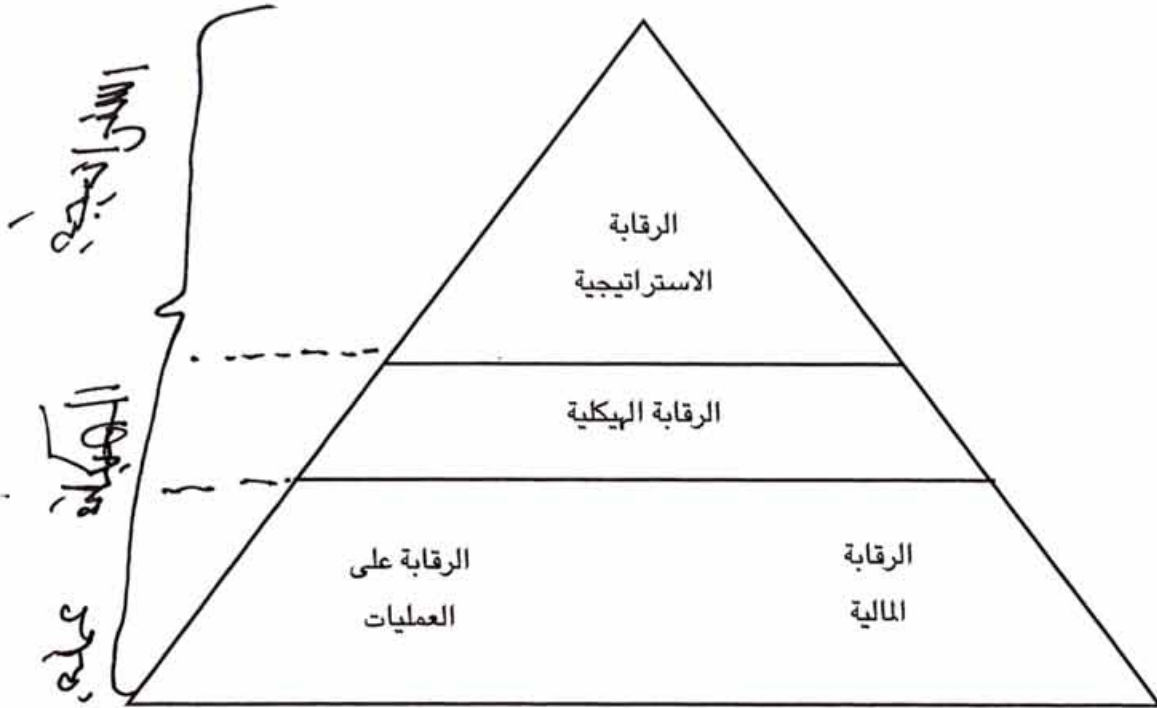 الرقابة
الاستراتيجية
الرقابة الهيكلية
الرقابة
المالية
الرقابة على
العمليات